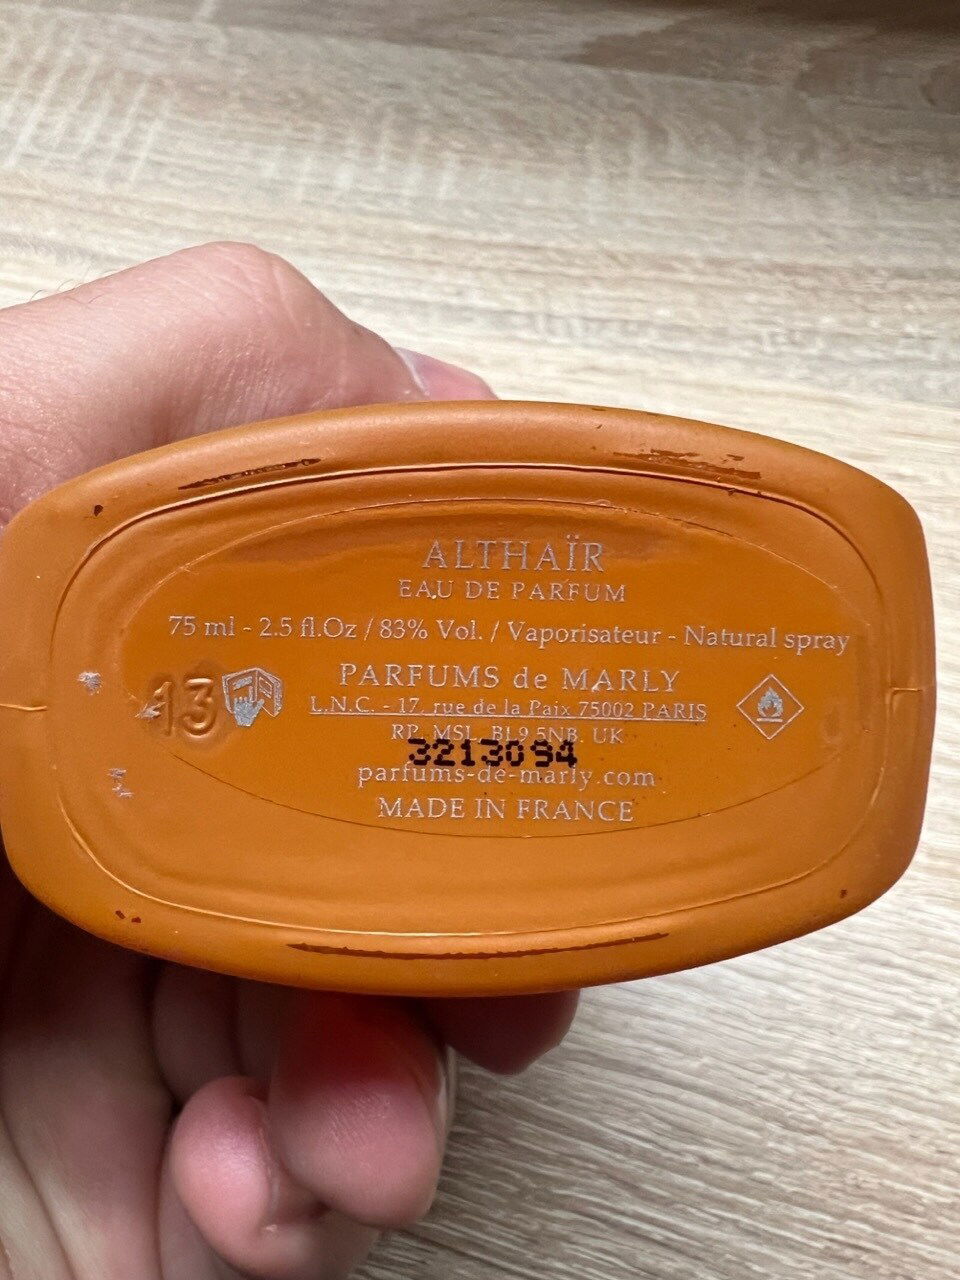 ALTHAÏR
EAU DE PARFUM
75 ml - 2.5 fl.Oz / 83% Vol. / Vaporisateur - Natural spray
PARFUMS de MARLY
13
L.N.C. - 17, rue de la Paix 75002 PARIS
RP. MSL, BL9 5NB, UK
3213094
parfums-de-marly.com
MADE IN FRANCE